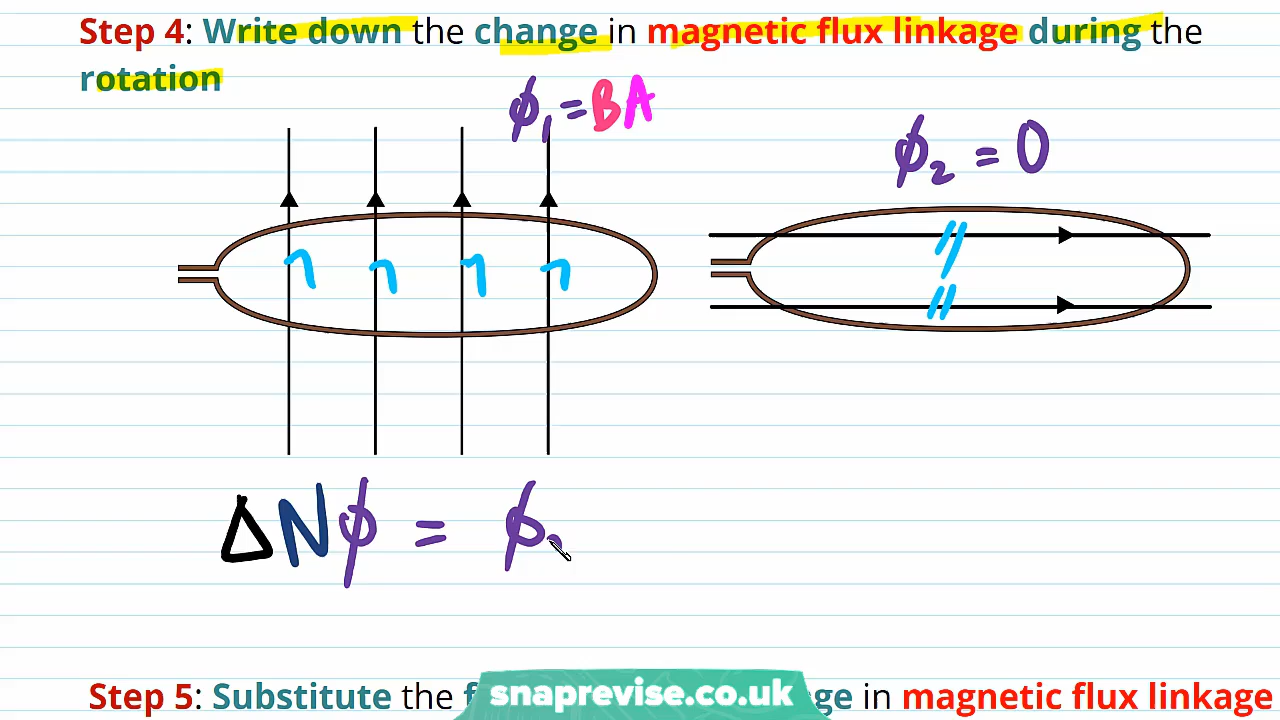 Step 4: Write down the change in magnetic flux linkage during the
rotation
ϕ₁ = BA
ϕ₂ = 0
ΔNϕ = ϕ
Step 5: Substitute the in magnetic flux linkage
snaprevise.co.uk